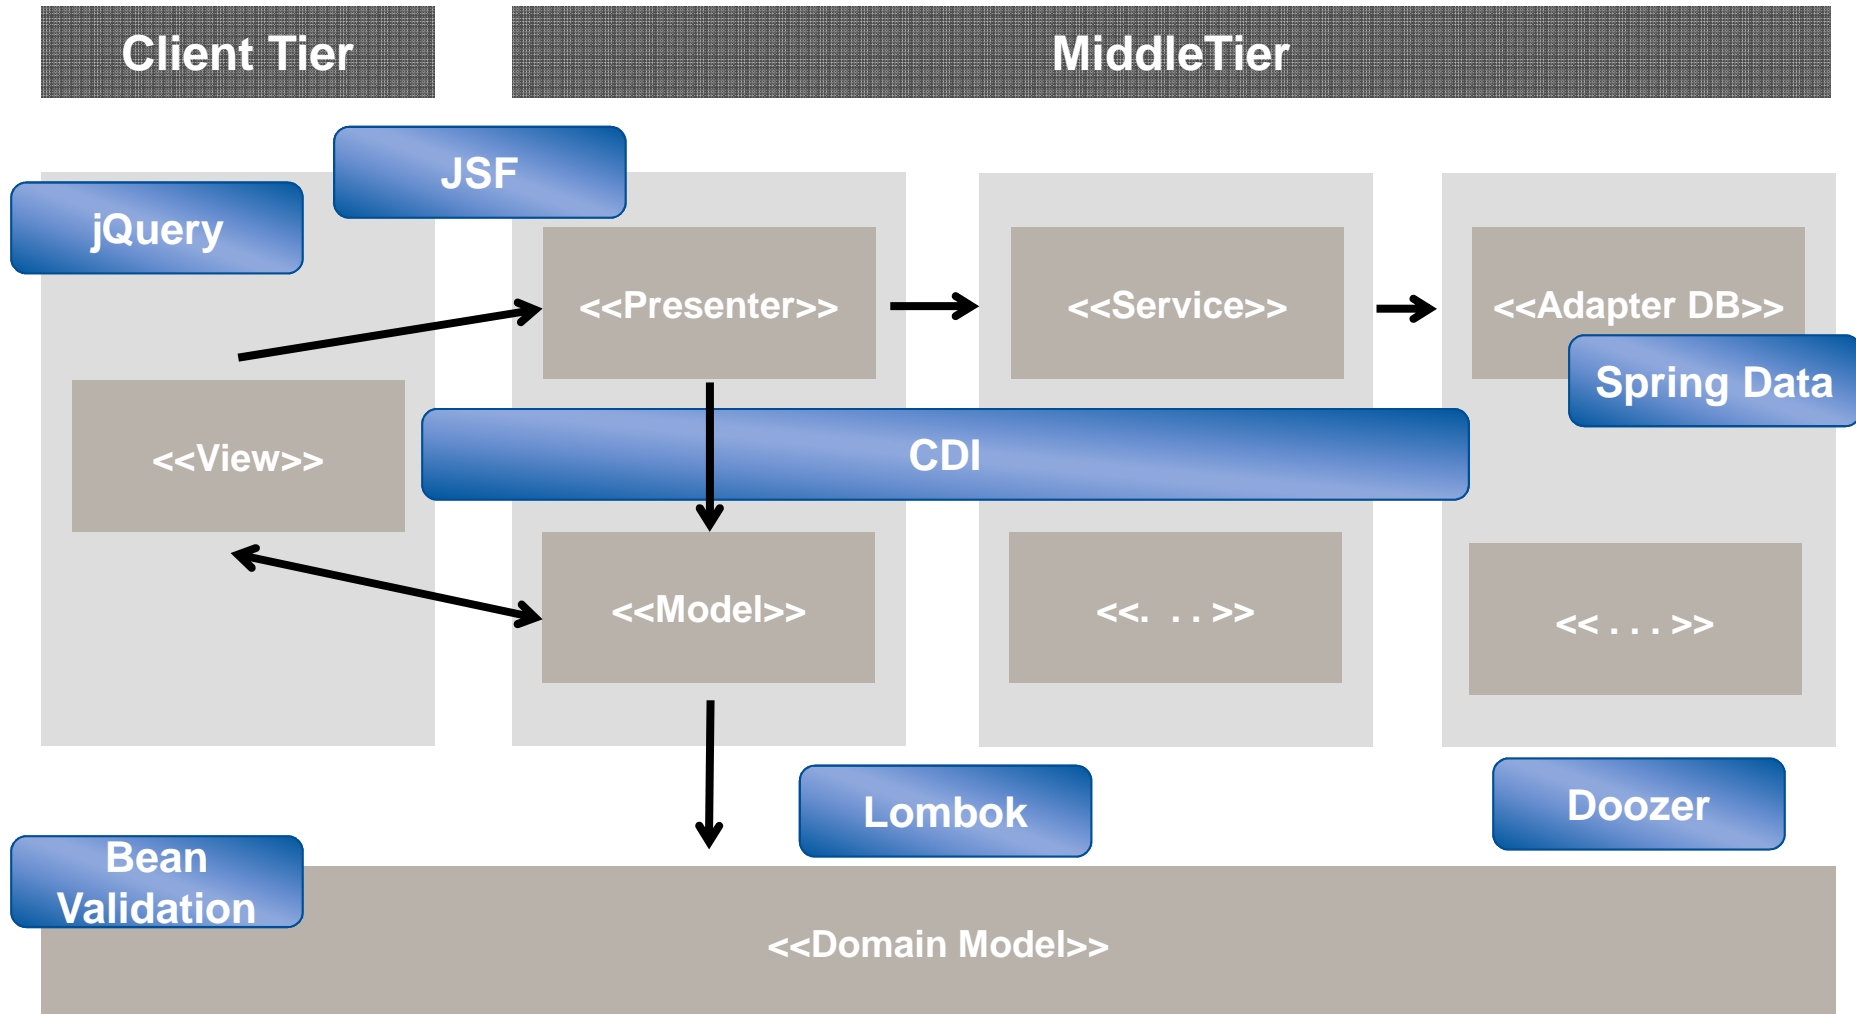 Client Tier
MiddleTier
JSF
jQuery
<<Presenter>>
<<Service>>
<<Adapter DB>>
Spring Data
<<View>>
CDI
<<Model>>
<<. . . >>
<< . . . >>
Lombok
Doozer
Bean
Validation
<<Domain Model>>